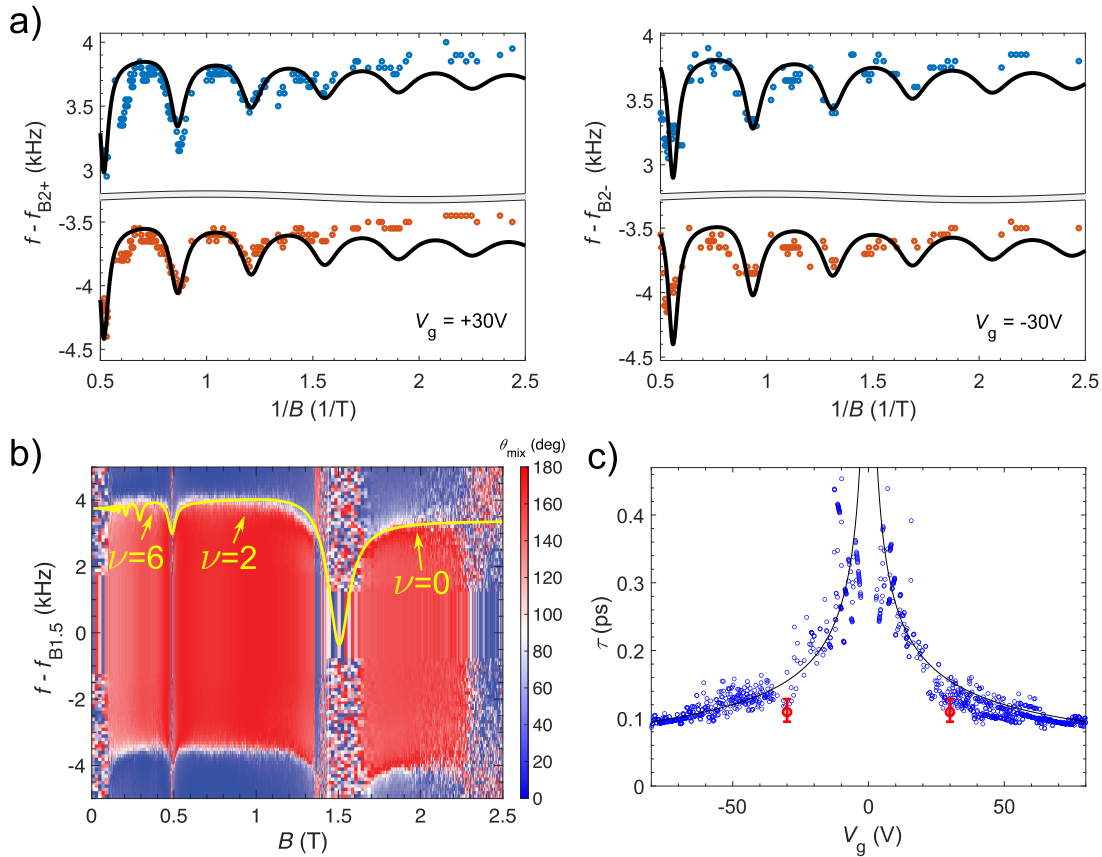 a)
4
3.5
3
-3.5
-4
-4.5
f - f_B2+ (kHz)
V_g = +30V
0.5 1 1.5 2 2.5
1/B (1/T)
4
3.5
3
-3.5
-4
-4.5
f - f_B2- (kHz)
V_g = -30V
0.5 1 1.5 2 2.5
1/B (1/T)
b)
θ_mix (deg)
4
2
0
-2
-4
f - f_B1.5 (kHz)
ν=6
ν=2
ν=0
0 0.5 1.0 1.5 2.0 2.5
B (T)
180
160
140
120
100
80
60
40
20
0
c)
0.4
0.3
0.2
0.1
0
τ (ps)
-50 0 50
V_g (V)